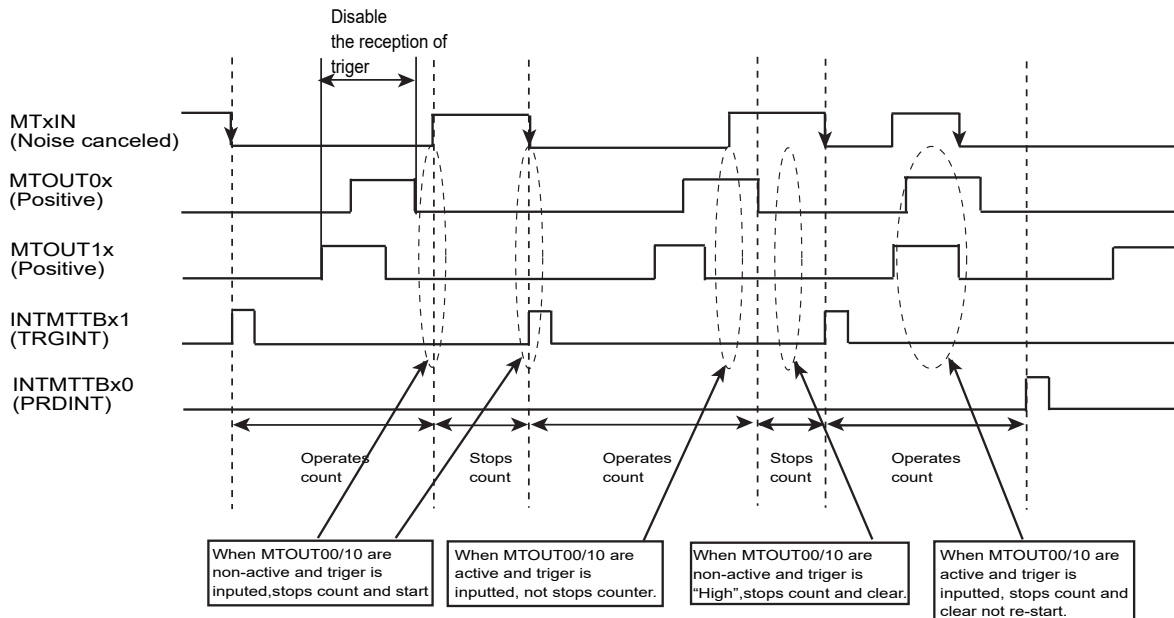 Disable
the reception of
triger
MTxIN
(Noise canceled)
MTOUT0x
(Positive)
MTOUT1x
(Positive)
INTMTTBx1
(TRGINT)
INTMTTBx0
(PRDINT)
Operates
count
Stops
count
Operates
count
Stops
count
Operates
count
When MTOUT00/10 are
non-active and triger is
inputed,stops count and start
When MTOUT00/10 are
active and triger is
inputted, not stops counter.
When MTOUT00/10 are
non-active and triger is
“High”,stops count and clear.
When MTOUT00/10 are
active and triger is
inputted, stops count and
clear not re-start.